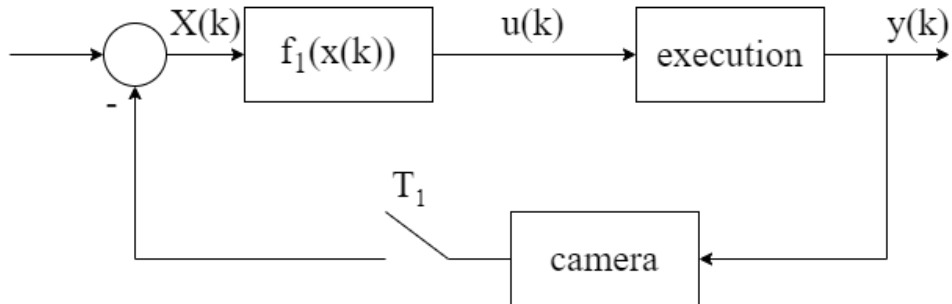 X(k)
f₁(x(k))
u(k)
execution
y(k)
-
T₁
camera